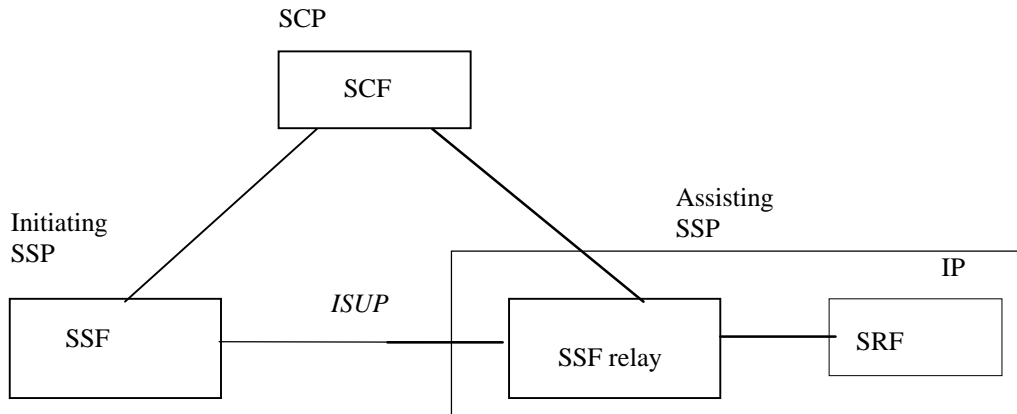 SCP
SCF
Assisting
SSP
Initiating
SSP
IP
ISUP
SSF
SSF relay
SRF